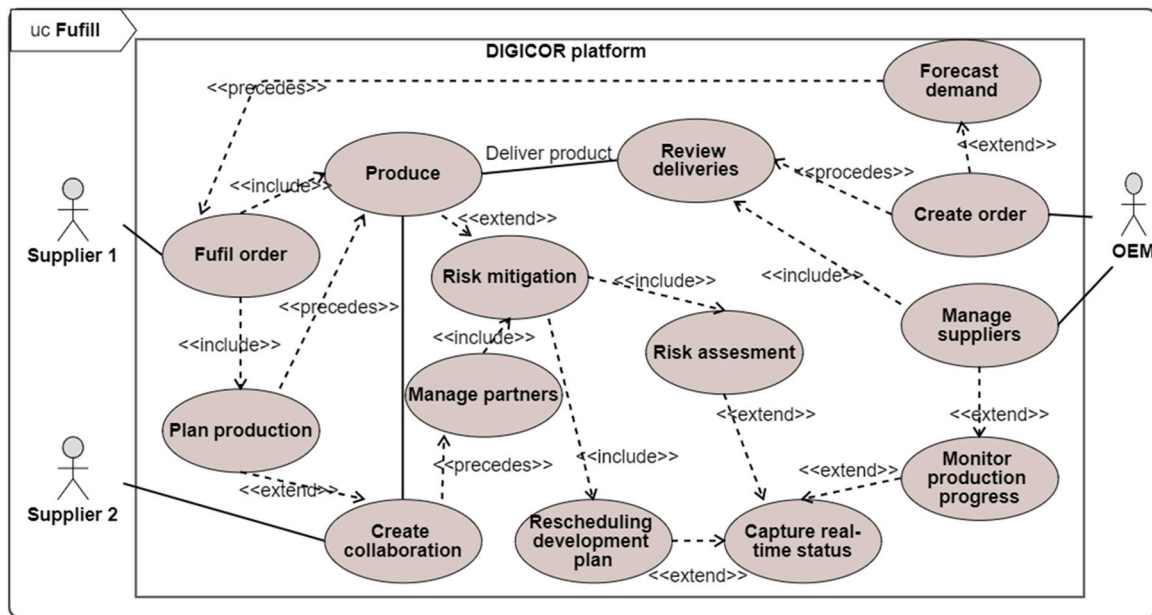 uc Fufill
DIGICOR platform
Forecast
demand
<<precedes>>
<<extend>>
Produce
Deliver product
Review
deliveries
<<procedes>>
Create order
<<include>>
<<extend>>
Supplier 1
Fufil order
OEM
Risk mitigation
<<include>>
<<include>>
<<precedes>>
Manage
suppliers
<<include>>
<<include>>
Risk assesment
Manage partners
<<extend>>
<<extend>>
Plan production
<<precedes>>
<<include>>
<<extend>>
Monitor
production
progress
<<extend>>
Supplier 2
Create
collaboration
Rescheduling
development
plan
Capture real-
time status
<<extend>>